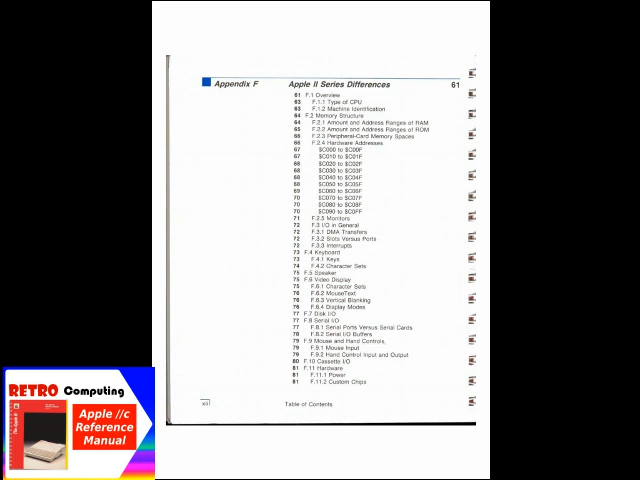 Appendix F Apple II Series Differences 61
61 F.1 Overview
63 F.1.1 Type of CPU
63 F.1.2 Machine Identification
64 F.2 Memory Structure
64 F.2.1 Amount and Address Ranges of RAM
65 F.2.2 Amount and Address Ranges of ROM
66 F.2.3 Peripheral-Card Memory Spaces
66 F.2.4 Hardware Addresses
67 $C000 to $C00F
67 $C010 to $C01F
68 $C020 to $C02F
68 $C030 to $C03F
68 $C040 to $C04F
68 $C050 to $C05F
69 $C060 to $C06F
70 $C070 to $C07F
70 $C080 to $C08F
70 $C090 to $C0FF
71 F.2.5 Monitors
72 F.3 I/O in General
72 F.3.1 DMA Transfers
72 F.3.2 Slots Versus Ports
72 F.3.3 Interrupts
73 F.4 Keyboard
73 F.4.1 Keys
74 F.4.2 Character Sets
75 F.5 Speaker
75 F.6 Video Display
75 F.6.1 Character Sets
76 F.6.2 MouseText
76 F.6.3 Vertical Blanking
76 F.6.4 Display Modes
77 F.7 Disk I/O
77 F.8 Serial I/O
77 F.8.1 Serial Ports Versus Serial Cards
78 F.8.2 Serial I/O Buffers
79 F.9 Mouse and Hand Controls
79 F.9.1 Mouse Input
79 F.9.2 Hand Control Input and Output
80 F.10 Cassette I/O
81 F.11 Hardware
81 F.11.1 Power
81 F.11.2 Custom Chips
xii Table of Contents
RETRO Computing
Apple //c
Reference
Manual